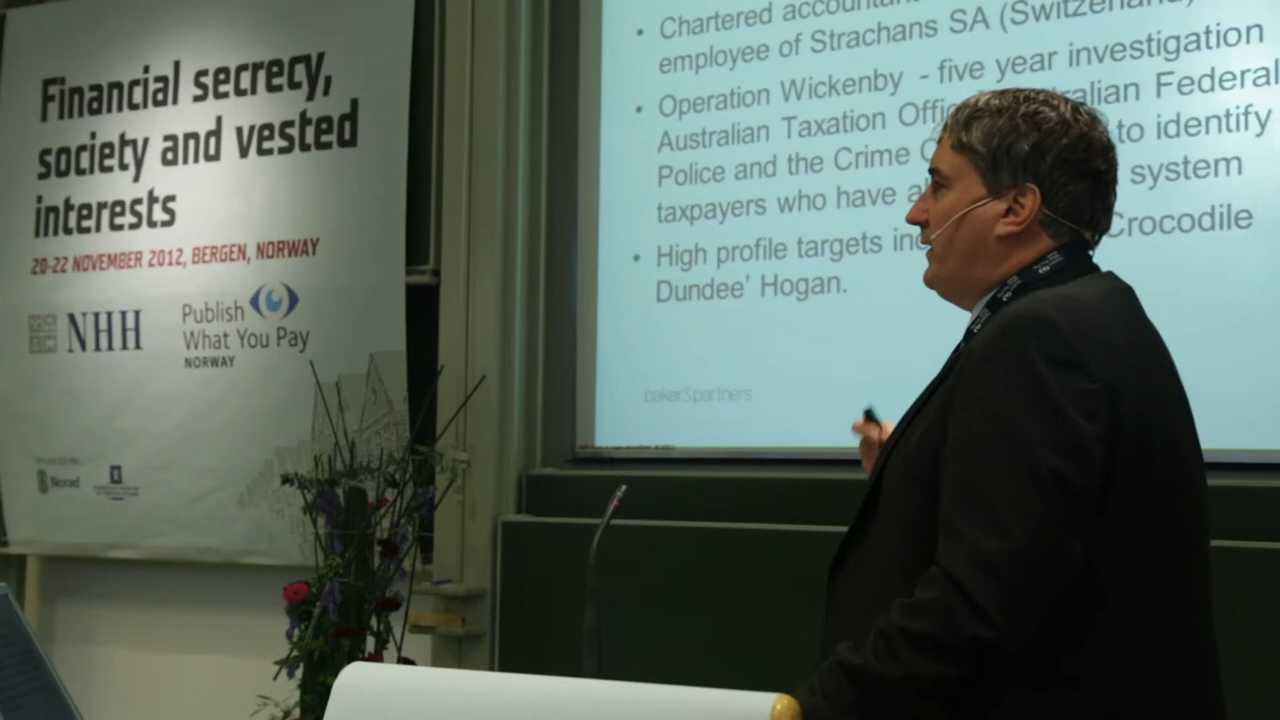 Financial secrecy,
society and vested
interests
20-22 NOVEMBER 2012, BERGEN, NORWAY
NHH
Publish
What You Pay
NORWAY
Norad
• Chartered accountant
employee of Strachans SA (Switzerland)
• Operation Wickenby - five year investigation
Australian Taxation Offi ralian Federal
Police and the Crime C to identify
taxpayers who have a system
• High profile targets inc Crocodile
Dundee’ Hogan.
baker&partners